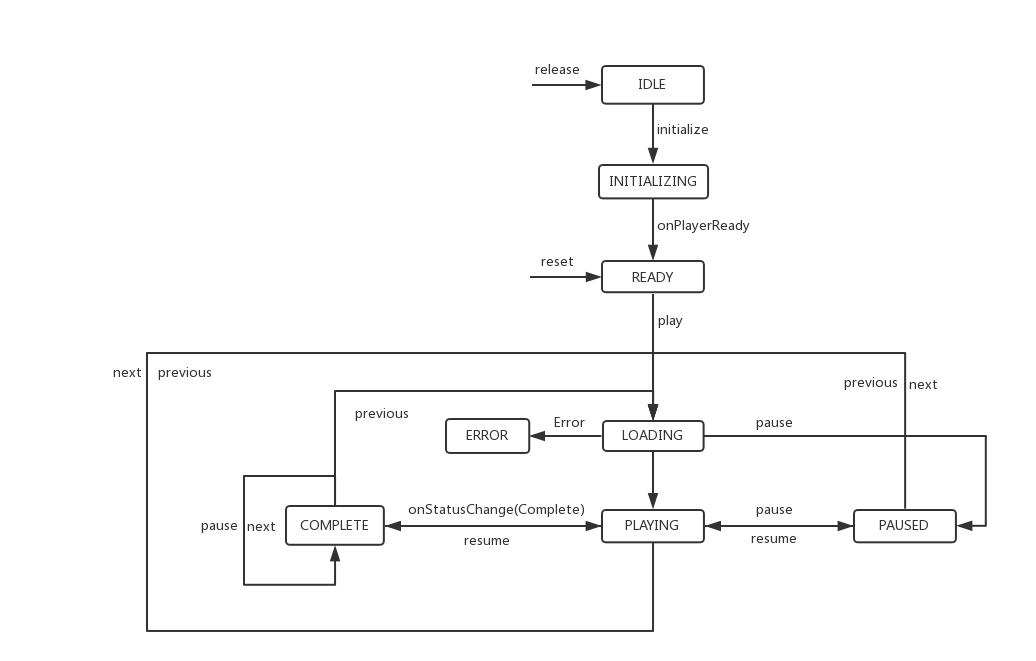 release
IDLE
initialize
INITIALIZING
onPlayerReady
reset
READY
play
next
previous
previous
next
previous
Error
pause
ERROR
LOADING
onStatusChange(Complete)
pause
pause
next
COMPLETE
PLAYING
PAUSED
resume
resume